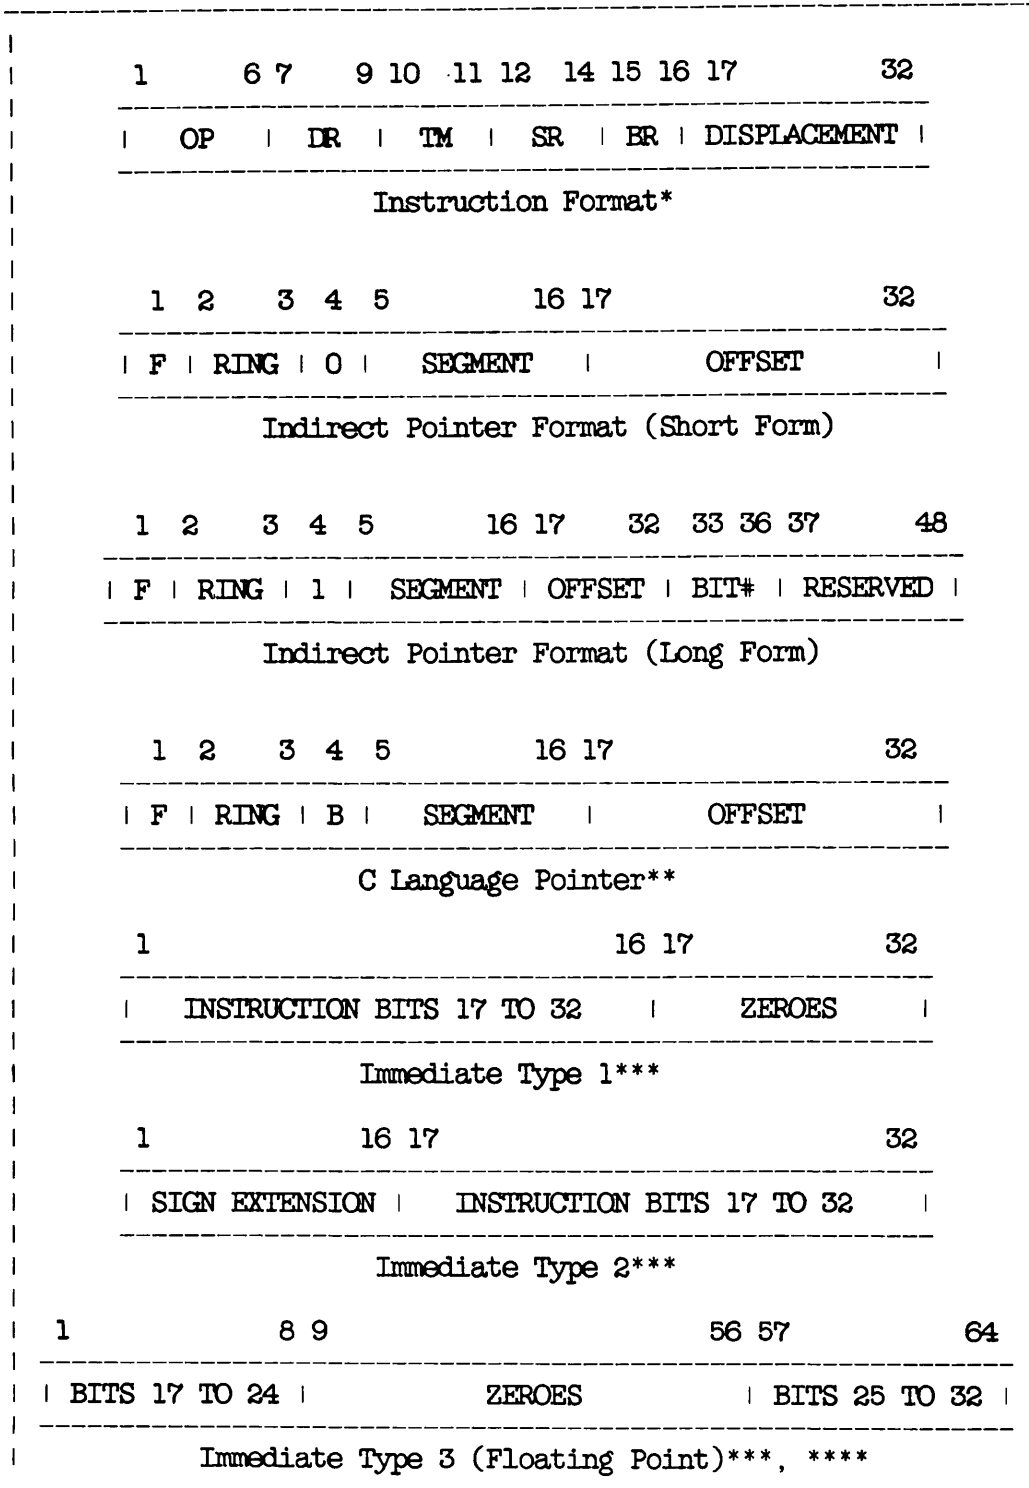 1 6 7 9 10 11 12 14 15 16 17 32
| OP | DR | TM | SR | BR | DISPLACEMENT |
Instruction Format*
1 2 3 4 5 16 17 32
| F | RING | 0 | SEGMENT | OFFSET |
Indirect Pointer Format (Short Form)
1 2 3 4 5 16 17 32 33 36 37 48
| F | RING | 1 | SEGMENT | OFFSET | BIT# | RESERVED |
Indirect Pointer Format (Long Form)
1 2 3 4 5 16 17 32
| F | RING | B | SEGMENT | OFFSET |
C Language Pointer**
1 16 17 32
| INSTRUCTION BITS 17 TO 32 | ZEROES |
Immediate Type 1***
1 16 17 32
| SIGN EXTENSION | INSTRUCTION BITS 17 TO 32 |
Immediate Type 2***
1 8 9 56 57 64
| BITS 17 TO 24 | ZEROES | BITS 25 TO 32 |
Immediate Type 3 (Floating Point)***, ****